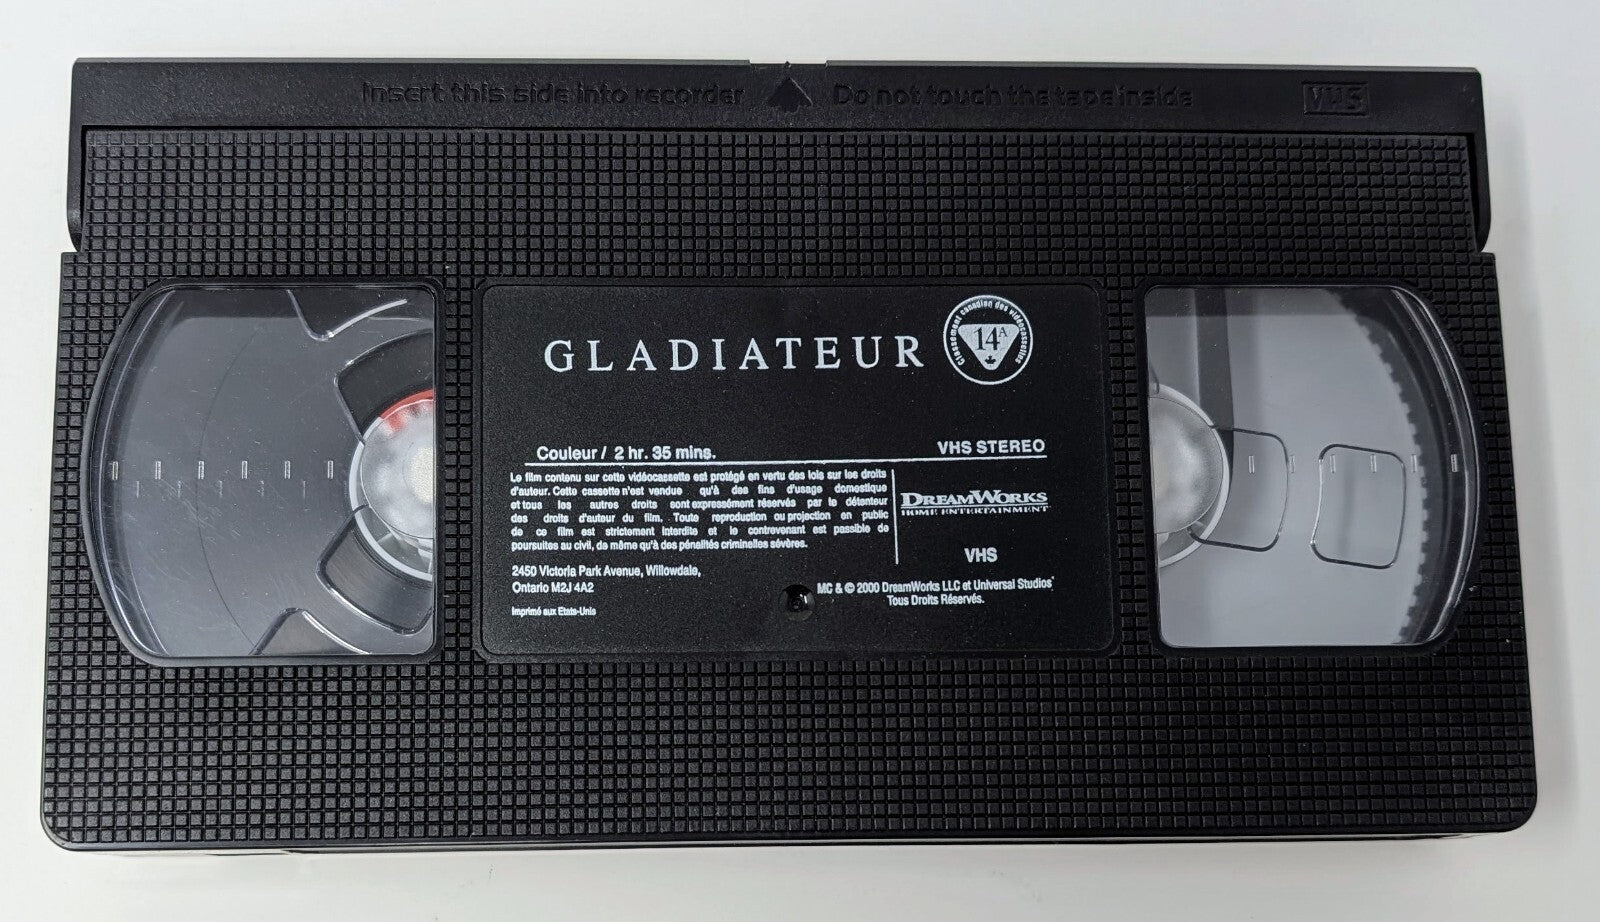 Insert this side into recorder
Do not touch the tape inside
VHS
GLADIATEUR
Classement canadien des vidéocassettes
14A
Couleur / 2 hr. 35 mins.
VHS STEREO
Le film contenu sur cette vidéocassette est protégé en vertu des lois sur les droits
d'auteur. Cette cassette n'est vendue qu'à des fins d'usage domestique
et tous les autres droits sont expressément réservés par le détenteur
des droits d'auteur du film. Toute reproduction ou projection en public
de ce film est strictement interdite et le contrevenant est passible de
poursuites au civil, de même qu'à des pénalités criminelles sévères.
DREAMWORKS
HOME ENTERTAINMENT
VHS
2450 Victoria Park Avenue, Willowdale,
Ontario M2J 4A2
Imprimé aux Etats-Unis
MC & © 2000 DreamWorks LLC et Universal Studios
Tous Droits Réservés.